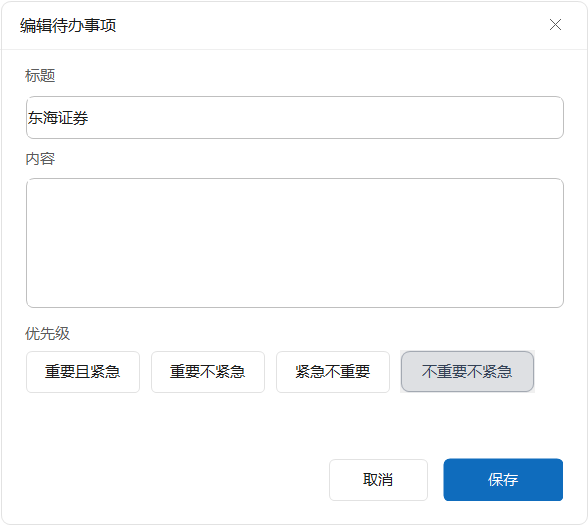 编辑待办事项
标题
东海证券
内容
优先级
重要且紧急 重要不紧急 紧急不重要 不重要不紧急
取消 保存